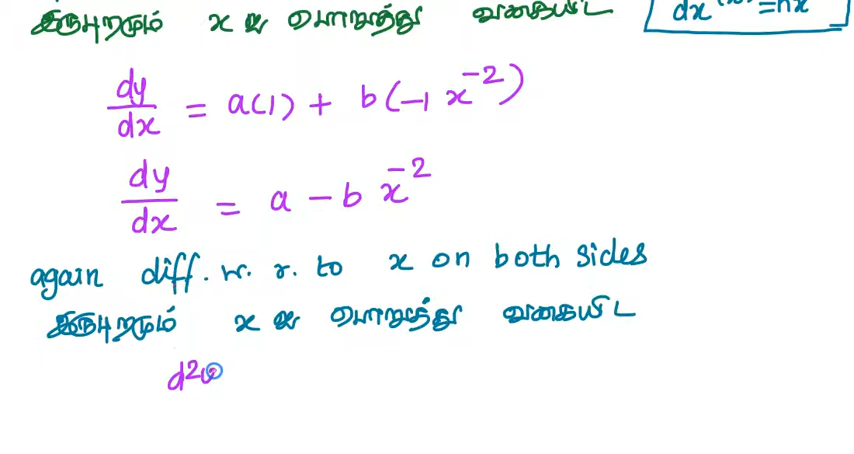 இருபுறமும் x ஐ பொறுத்து வகையிட
dx = nx
dy/dx = a(1) + b(-1 x⁻²)
dy/dx = a - b x⁻²
again diff. w. r. to x on both sides
இருபுறமும் x ஐ பொறுத்து வகையிட
d²y